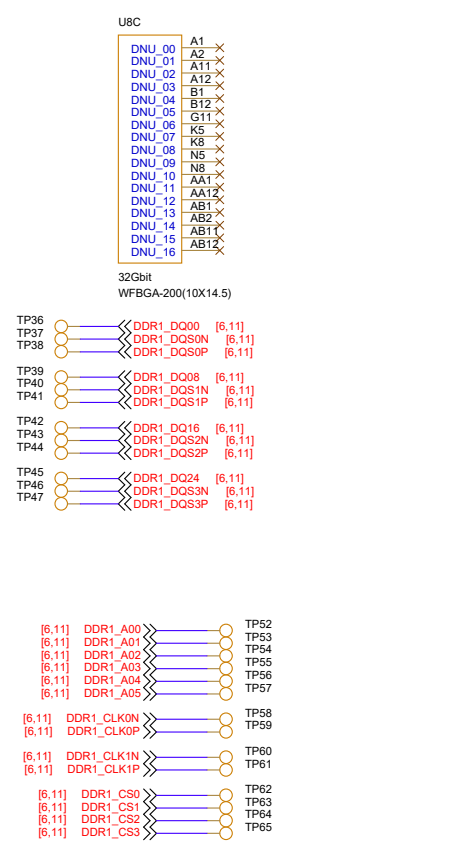 U8C
DNU_00 A1
DNU_01 A2
DNU_02 A11
DNU_03 A12
DNU_04 B1
DNU_05 B12
DNU_06 G11
DNU_07 K5
DNU_08 K8
DNU_09 N5
DNU_10 N8
DNU_11 AA1
DNU_12 AA12
DNU_13 AB1
DNU_14 AB2
DNU_15 AB11
DNU_16 AB12
32Gbit
WFBGA-200(10X14.5)
TP36 DDR1_DQ00 [6,11]
TP37 DDR1_DQS0N [6,11]
TP38 DDR1_DQS0P [6,11]
TP39 DDR1_DQ08 [6,11]
TP40 DDR1_DQS1N [6,11]
TP41 DDR1_DQS1P [6,11]
TP42 DDR1_DQ16 [6,11]
TP43 DDR1_DQS2N [6,11]
TP44 DDR1_DQS2P [6,11]
TP45 DDR1_DQ24 [6,11]
TP46 DDR1_DQS3N [6,11]
TP47 DDR1_DQS3P [6,11]
[6,11] DDR1_A00 TP52
[6,11] DDR1_A01 TP53
[6,11] DDR1_A02 TP54
[6,11] DDR1_A03 TP55
[6,11] DDR1_A04 TP56
[6,11] DDR1_A05 TP57
[6,11] DDR1_CLK0N TP58
[6,11] DDR1_CLK0P TP59
[6,11] DDR1_CLK1N TP60
[6,11] DDR1_CLK1P TP61
[6,11] DDR1_CS0 TP62
[6,11] DDR1_CS1 TP63
[6,11] DDR1_CS2 TP64
[6,11] DDR1_CS3 TP65